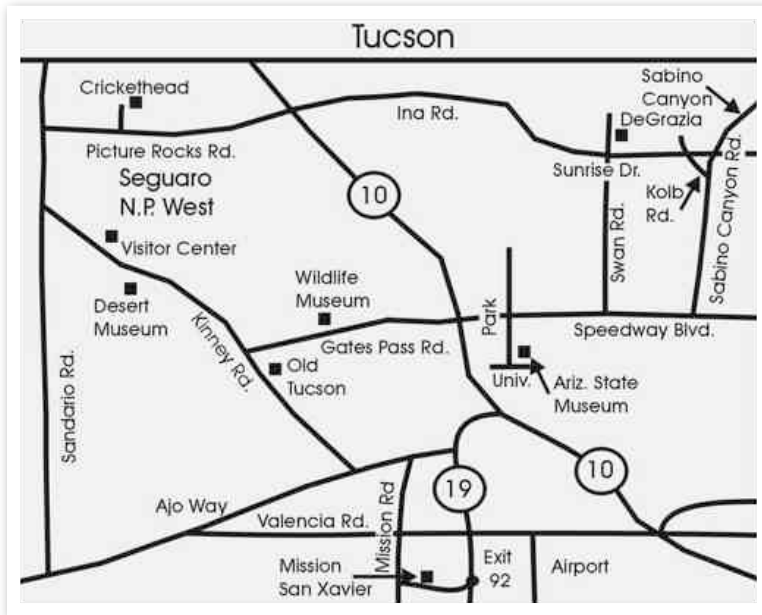 Tucson
Crickethead
Sabino
Canyon
DeGrazia
Ina Rd.
Picture Rocks Rd.
Sunrise Dr.
Seguaro
N.P. West
Kolb
Rd.
Sabino Canyon Rd.
10
Swan Rd.
Visitor Center
Wildlife
Museum
Desert
Museum
Park
Speedway Blvd.
Kinney Rd.
Gates Pass Rd.
Old
Tucson
Univ.
Ariz. State
Museum
Sandario Rd.
10
19
Ajo Way
Valencia Rd.
Mission Rd
Mission
San Xavier
Exit
92
Airport